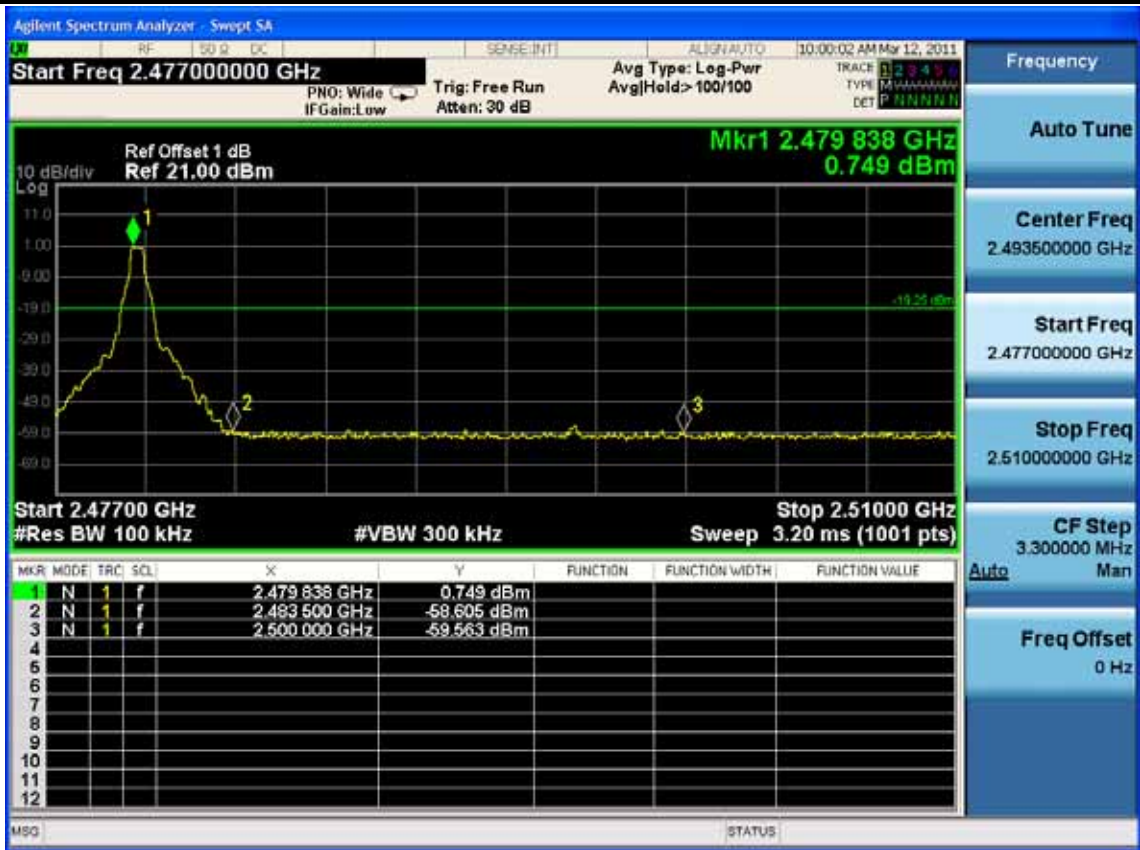 Agilent Spectrum Analyzer - Swept SA
RF 50 Ω DC SENSE:INT ALIGN AUTO 10:00:02 AM Mar 12, 2011
Start Freq 2.477000000 GHz
PNO: Wide
IFGain:Low
Trig: Free Run
Atten: 30 dB
Avg Type: Log-Pwr
Avg|Hold:> 100/100
TRACE 1 2 3 4 5 6
TYPE M
DET P N N N N N
Mkr1 2.479 838 GHz
0.749 dBm
Ref Offset 1 dB
10 dB/div Ref 21.00 dBm
Log
11.0
1.00
-9.00
-19.0
-29.0
-39.0
-49.0
-59.0
-69.0
1
-19.25 dBm
2
3
Start 2.47700 GHz
Stop 2.51000 GHz
#Res BW 100 kHz
#VBW 300 kHz
Sweep 3.20 ms (1001 pts)
MKR MODE TRC SCL X Y FUNCTION FUNCTION WIDTH FUNCTION VALUE
1 N 1 f 2.479 838 GHz 0.749 dBm
2 N 1 f 2.483 500 GHz -58.605 dBm
3 N 1 f 2.500 000 GHz -59.563 dBm
4
5
6
7
8
9
10
11
12
MSG
STATUS
Frequency
Auto Tune
Center Freq
2.493500000 GHz
Start Freq
2.477000000 GHz
Stop Freq
2.510000000 GHz
CF Step
3.300000 MHz
Auto Man
Freq Offset
0 Hz